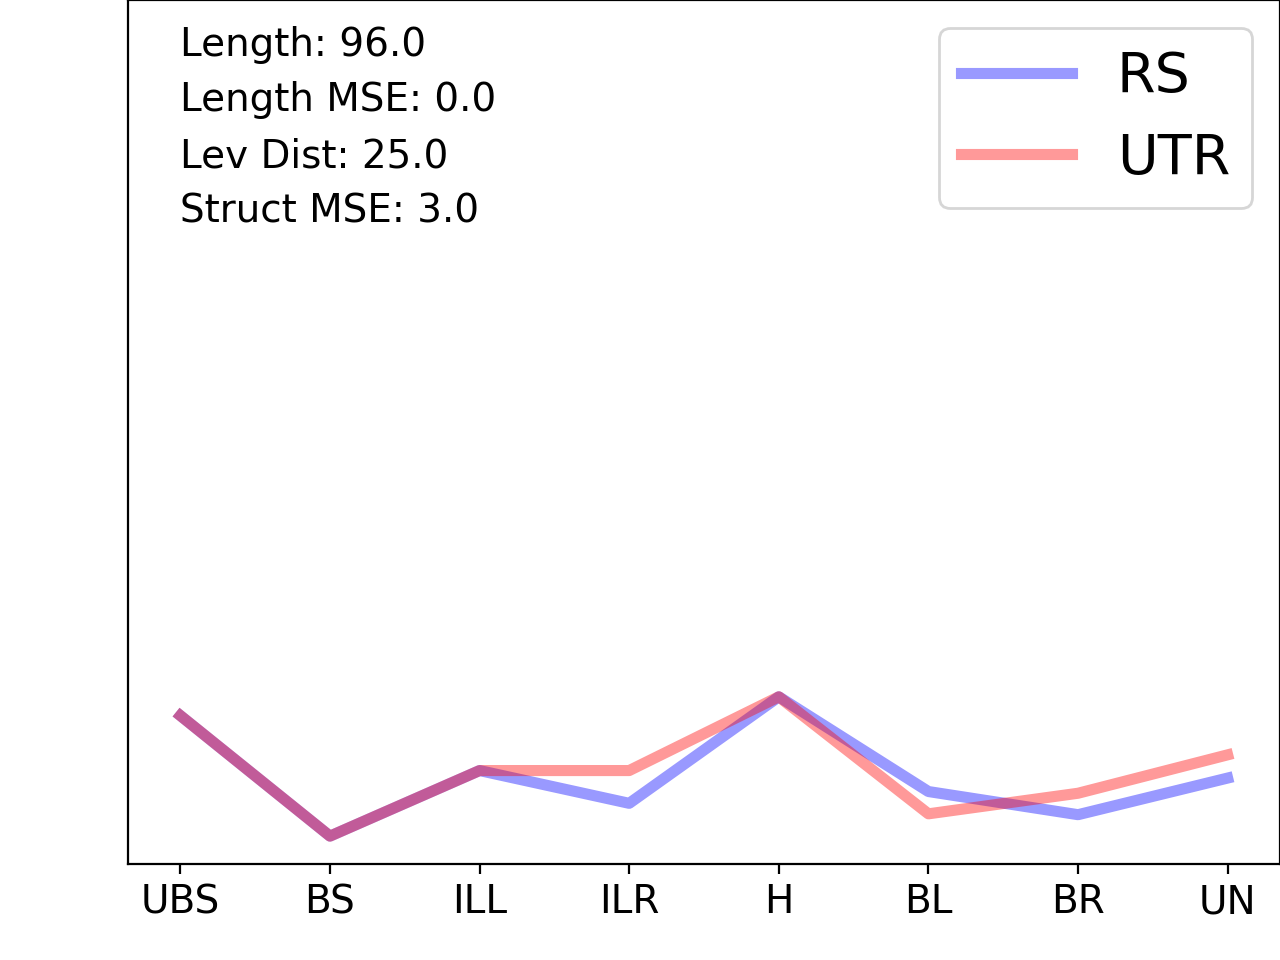 Length: 96.0
Length MSE: 0.0
Lev Dist: 25.0
Struct MSE: 3.0
RS
UTR
UBS BS ILL ILR H BL BR UN